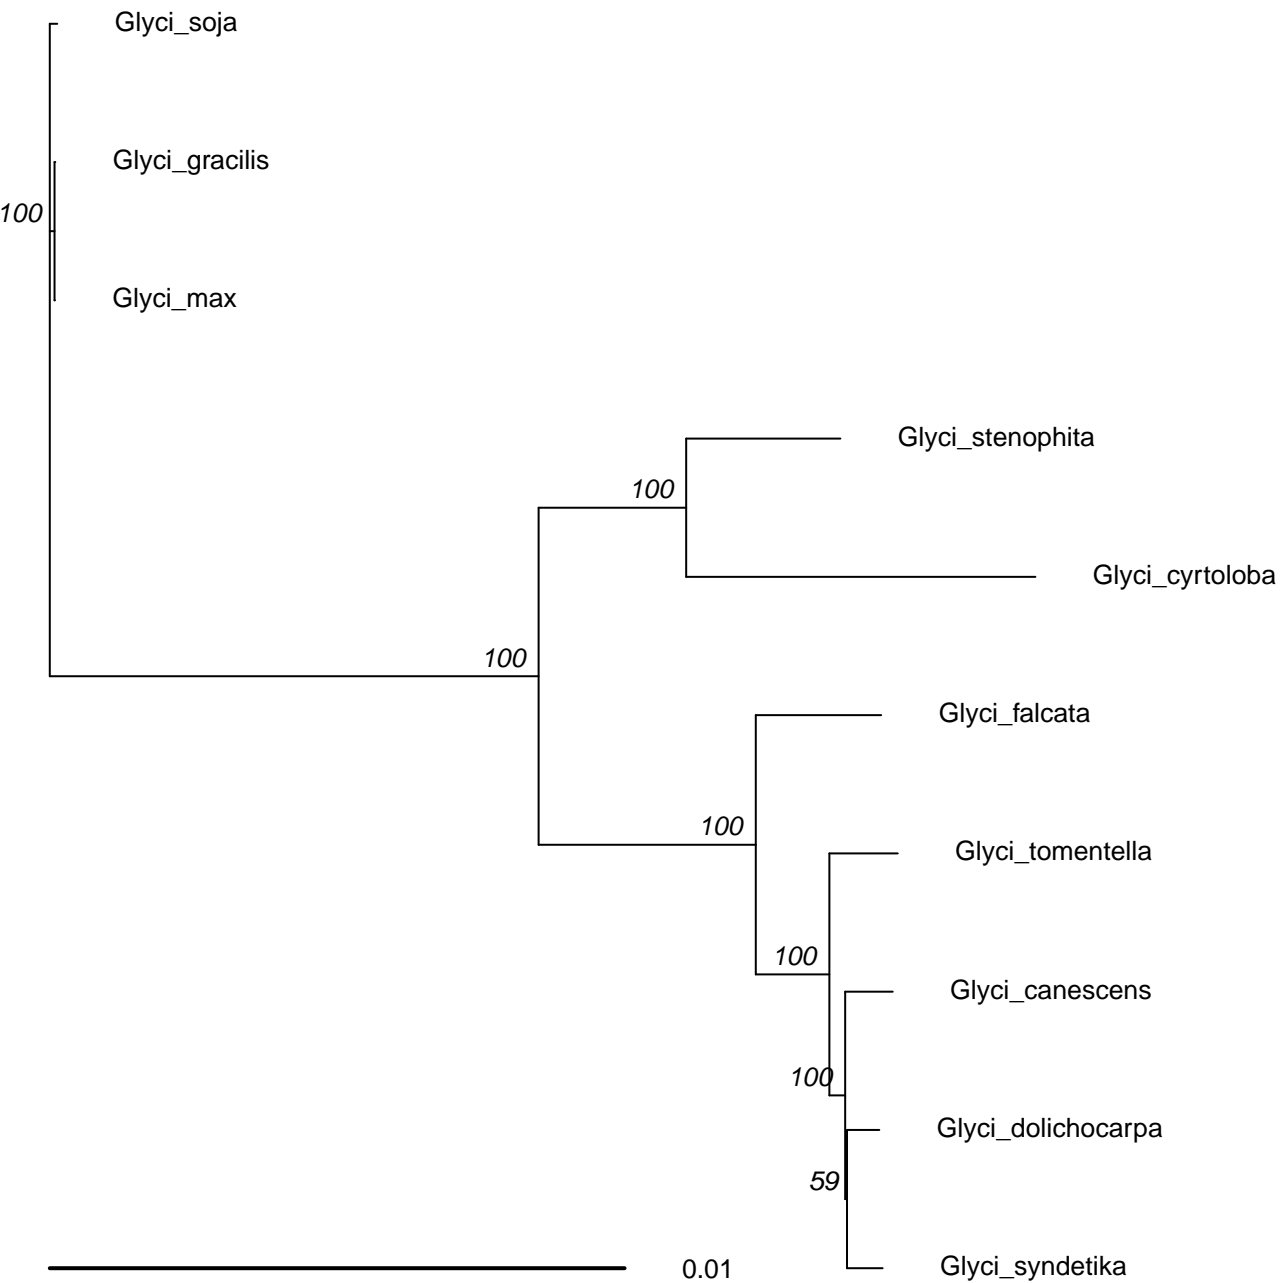 Glyci_soja
Glyci_gracilis
100
Glyci_max
Glyci_stenophita
100
Glyci_cyrtoloba
100
Glyci_falcata
100
Glyci_tomentella
100
Glyci_canescens
100
Glyci_dolichocarpa
59
Glyci_syndetika
0.01